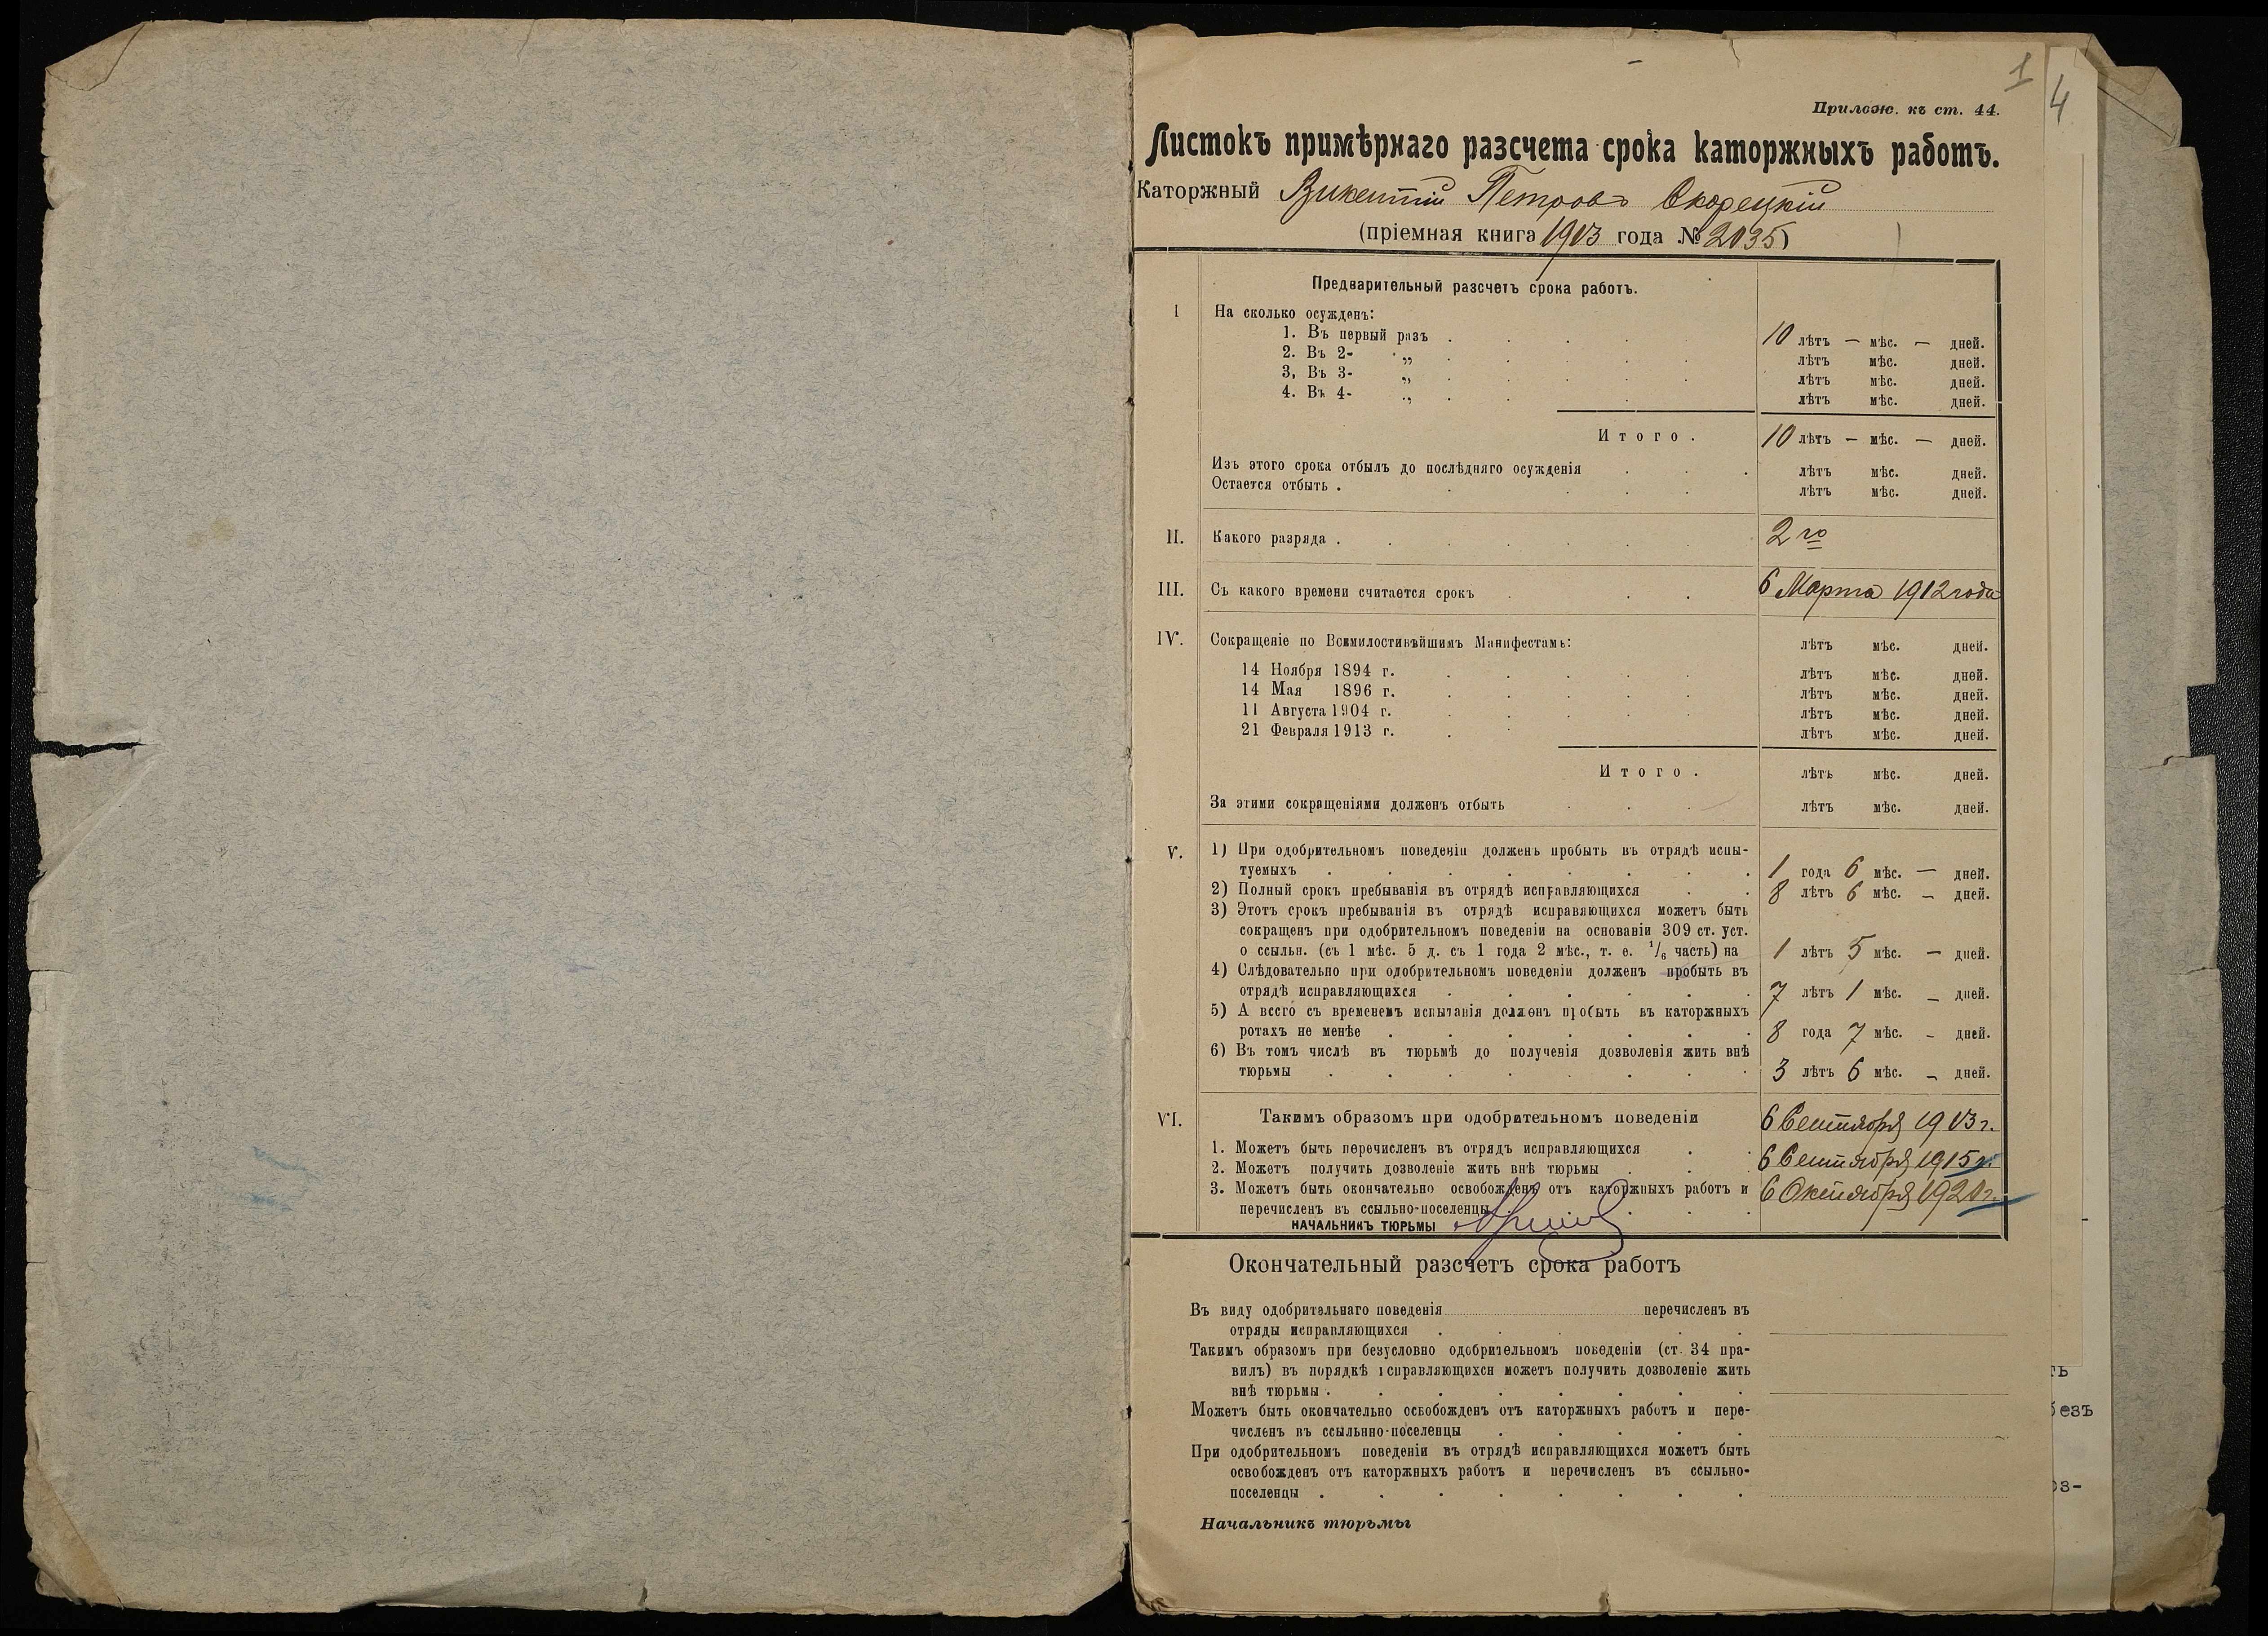 1
4
Прилож. къ ст. 44.
Листокъ примѣрнаго разсчета срока каторжныхъ работъ.
Каторжный Викентій Петровъ Скорецкій
(пріемная книга 1913 года № 2035)
Предварительный разсчетъ срока работъ.
I На сколько осужденъ:
1. Въ первый разъ . . . . . 10 лѣтъ — мѣс. — дней.
2. Въ 2- „ . . . . . лѣтъ мѣс. дней.
3, Въ 3- „ . . . . . лѣтъ мѣс. дней.
4. Въ 4- „ . . . лѣтъ мѣс. дней.
Итого. 10 лѣтъ — мѣс. — дней.
Изъ этого срока отбылъ до послѣдняго осужденія . . . лѣтъ мѣс. дней.
Остается отбыть . . . . . лѣтъ мѣс. дней.
II. Какого разряда . . . . . . 2го
III. Съ какого времени считается срокъ . . . 6 Марта 1912 года
IV. Сокращеніе по Всемилостивѣйшимъ Манифестамъ: лѣтъ мѣс. дней.
14 Ноября 1894 г. . . . . . лѣтъ мѣс. дней.
14 Мая 1896 г. . . . . . лѣтъ мѣс. дней.
11 Августа 1904 г. . . . . . лѣтъ мѣс. дней.
21 Февраля 1913 г. . . лѣтъ мѣс. дней.
Итого. лѣтъ мѣс. дней.
За этими сокращеніями долженъ отбыть . . . лѣтъ мѣс. дней.
V. 1) При одобрительномъ поведеніи долженъ пробыть въ отрядѣ испы-
туемыхъ . . . . . . . . 1 года 6 мѣс. — дней.
2) Полный срокъ пребыванія въ отрядѣ исправляющихся . . 8 лѣтъ 6 мѣс. – дней.
3) Этотъ срокъ пребыванія въ отрядѣ исправяющихся можетъ быть
сокращенъ при одобрительномъ поведеніи на основаніи 309 ст. уст.
о ссыльн. (съ 1 мѣс. 5 д. съ 1 года 2 мѣс., т. е. 1/6 часть) на 1 лѣтъ 5 мѣс. — дней.
4) Слѣдовательно при одобрительномъ поведеніи долженъ пробыть въ
отрядѣ исправляющихся . . . . . . 7 лѣтъ 1 мѣс. – дней.
5) А всего съ временемъ испытанія долженъ пробыть въ каторжныхъ
ротахъ не менѣе . . . . . . . 8 года 7 мѣс. – дней.
6) Въ томъ числѣ въ тюрьмѣ до полученія дозволенія жить внѣ
тюрьмы . . . . . . . . 3 лѣтъ 6 мѣс. – дней.
VI. Такимъ образомъ при одобрительномъ поведеніи 6 Сентября 1913 г.
1. Можетъ быть перечисленъ въ отрядъ исправляющихся . .
2. Можетъ получить дозволеніе жить внѣ тюрьмы . . . 6 Сентября 1915 г.
3. Можетъ быть окончательно освобожденъ отъ каторжныхъ работъ и 6 Октября 1920 г.
перечисленъ въ ссыльно-поселенцы . . . . .
НАЧАЛЬНИКЪ ТЮРЬМЫ
Окончательный разсчетъ срока работъ
Въ виду одобрительнаго поведенія перечисленъ въ
отряды исправляющихся . . . . .
Такимъ образомъ при безусловно одобрительномъ поведеніи (ст. 34 пра-
вилъ) въ порядкѣ исправляющихся можетъ получить дозволеніе жить
внѣ тюрьмы . . . . . . . .
Можетъ быть окончательно освобожденъ отъ каторжныхъ работъ и пере-
численъ въ ссыльнно-поселенцы . . . . .
При одобрительномъ поведеніи въ отрядѣ исправляющихся можетъ быть
освобожденъ отъ каторжныхъ работъ и перечисленъ въ ссыльно-
поселенцы . . . . . . . .
Начальникъ тюрьмы
ть
безъ
оз-